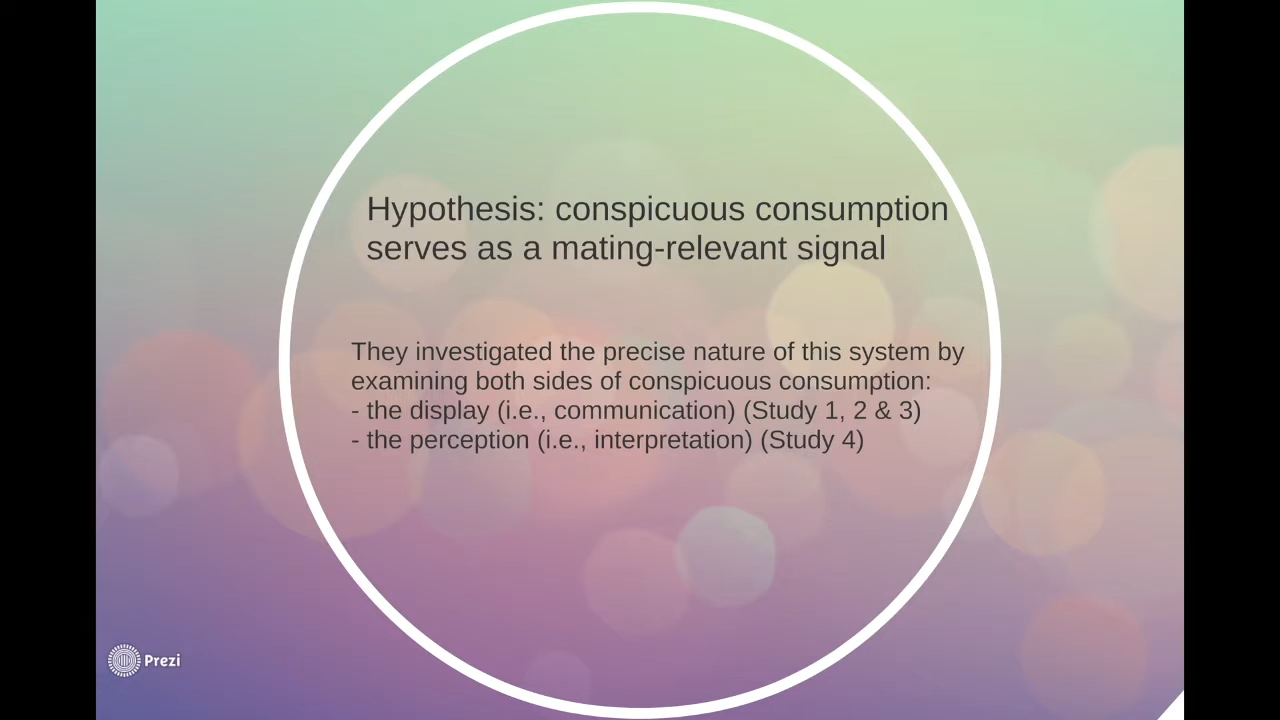 Hypothesis: conspicuous consumption
serves as a mating-relevant signal
They investigated the precise nature of this system by
examining both sides of conspicuous consumption:
- the display (i.e., communication) (Study 1, 2 & 3)
- the perception (i.e., interpretation) (Study 4)
Prezi